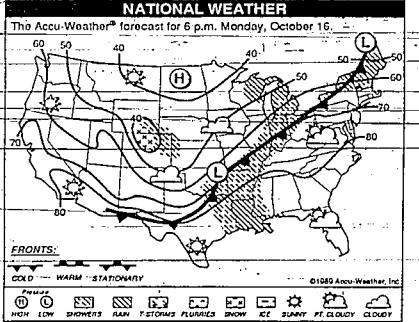 NATIONAL WEATHER
The Accu-Weather® forecast for 6 p.m. Monday, October 16.
60 50 40 40 L 50
H 50 50
60
40 70
70 80
L
80
FRONTS:
COLD WARM STATIONARY
©1989 Accu-Weather, Inc
Pressure
H L
HIGH LOW SHOWERS RAIN T-STORMS FLURRIES SNOW ICE SUNNY PT. CLOUDY CLOUDY